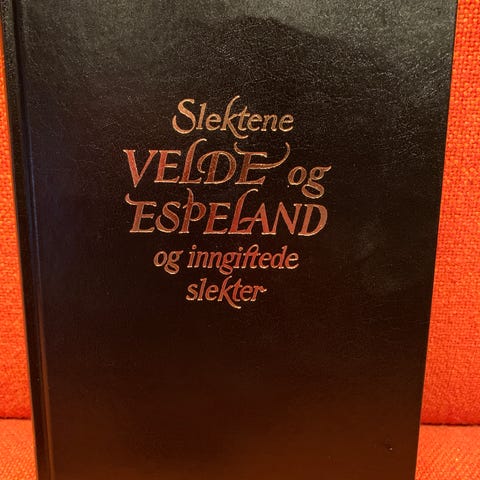 Slektene
VELDE og
ESPELAND
og inngiftede
slekter